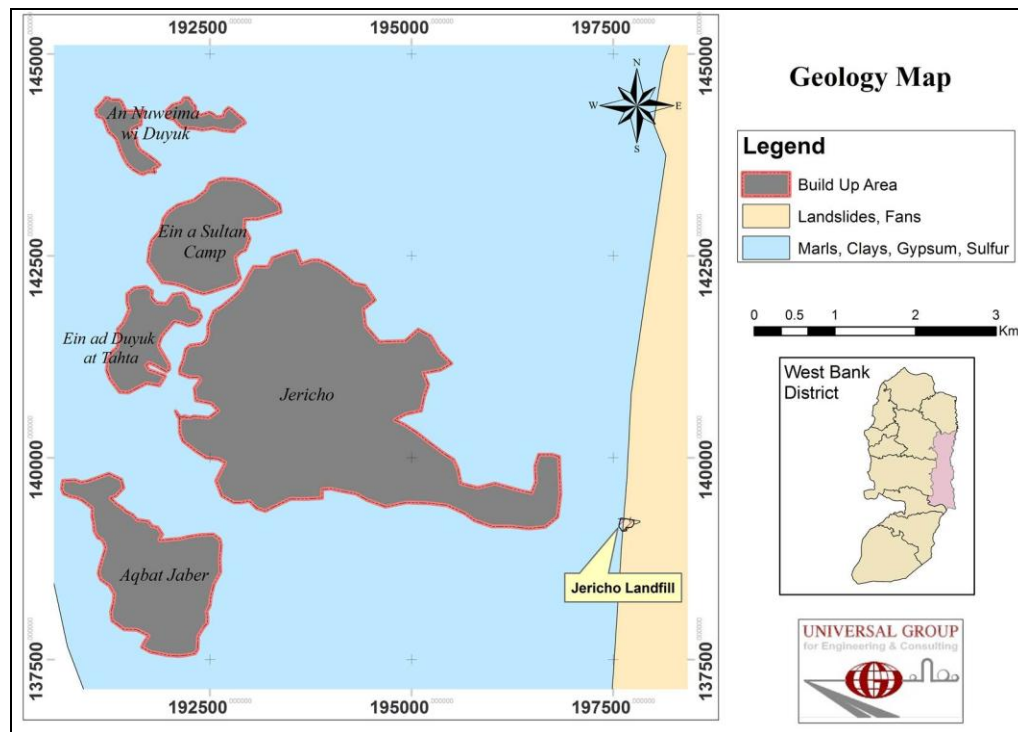 192500
195000
197500
145000
142500
140000
137500
145000
142500
140000
137500
192500
195000
197500
An Nuweima
wi Duyuk
Ein a Sultan
Camp
Ein ad Duyuk
at Tahta
Jericho
Aqbat Jaber
Jericho Landfill
N
W
E
S
Geology Map
Legend
Build Up Area
Landslides, Fans
Marls, Clays, Gypsum, Sulfur
0 0.5 1 2 3
Km
West Bank
District
UNIVERSAL GROUP
for Engineering & Consulting